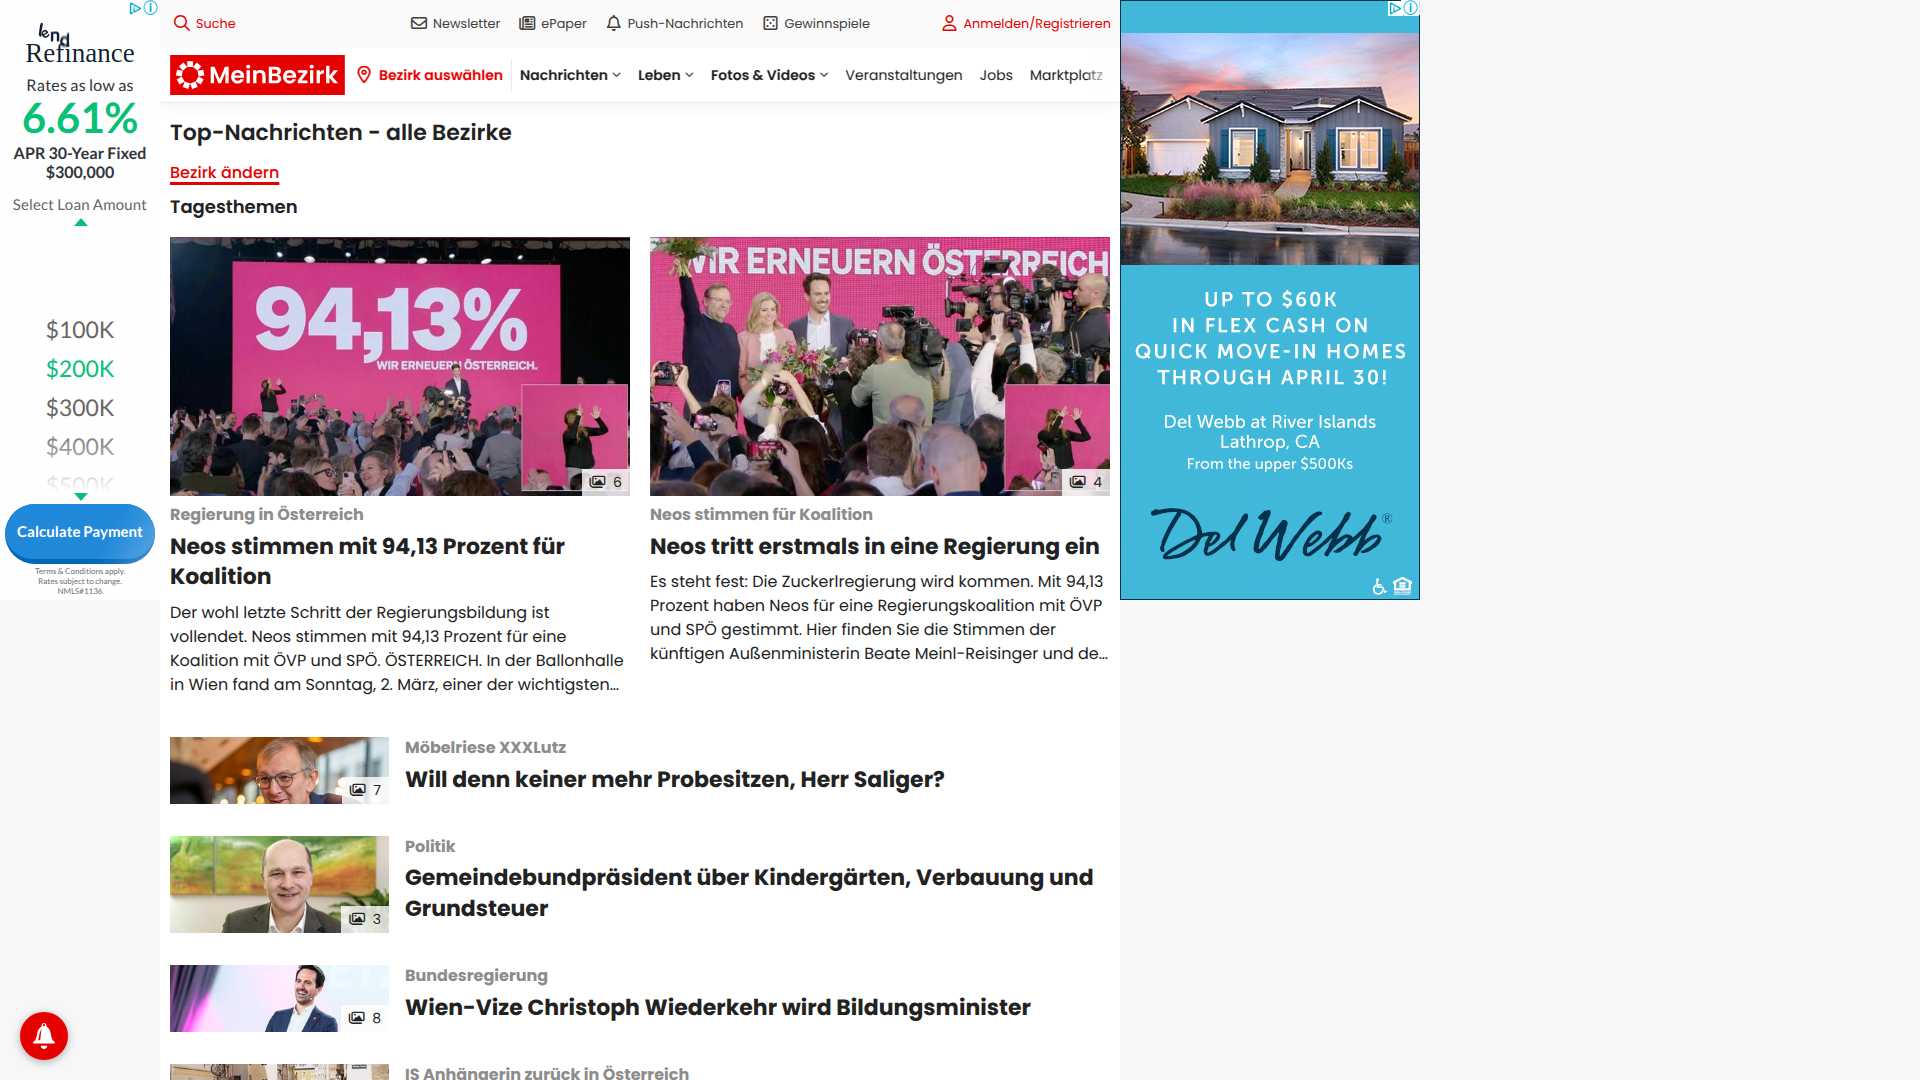 lend
Refinance
Rates as low as
6.61%
APR 30-Year Fixed
$300,000
Select Loan Amount
$100K
$200K
$300K
$400K
$500K
Calculate Payment
Terms & Conditions apply.
Rates subject to change.
NMLS#1136.
Suche
Newsletter
ePaper
Push-Nachrichten
Gewinnspiele
Anmelden/Registrieren
MeinBezirk
Bezirk auswählen
Nachrichten
Leben
Fotos & Videos
Veranstaltungen
Jobs
Marktplatz
Top-Nachrichten - alle Bezirke
Bezirk ändern
Tagesthemen
94,13%
WIR ERNEUERN ÖSTERREICH.
6
Regierung in Österreich
Neos stimmen mit 94,13 Prozent für
Koalition
Der wohl letzte Schritt der Regierungsbildung ist
vollendet. Neos stimmen mit 94,13 Prozent für eine
Koalition mit ÖVP und SPÖ. ÖSTERREICH. In der Ballonhalle
in Wien fand am Sonntag, 2. März, einer der wichtigsten...
WIR ERNEUERN ÖSTERREICH
4
Neos stimmen für Koalition
Neos tritt erstmals in eine Regierung ein
Es steht fest: Die Zuckerlregierung wird kommen. Mit 94,13
Prozent haben Neos für eine Regierungskoalition mit ÖVP
und SPÖ gestimmt. Hier finden Sie die Stimmen der
künftigen Außenministerin Beate Meinl-Reisinger und de...
7
Möbelriese XXXLutz
Will denn keiner mehr Probesitzen, Herr Saliger?
3
Politik
Gemeindebundpräsident über Kindergärten, Verbauung und
Grundsteuer
8
Bundesregierung
Wien-Vize Christoph Wiederkehr wird Bildungsminister
IS Anhängerin zurück in Österreich
UP TO $60K
IN FLEX CASH ON
QUICK MOVE-IN HOMES
THROUGH APRIL 30!
Del Webb at River Islands
Lathrop, CA
From the upper $500Ks
Del Webb®